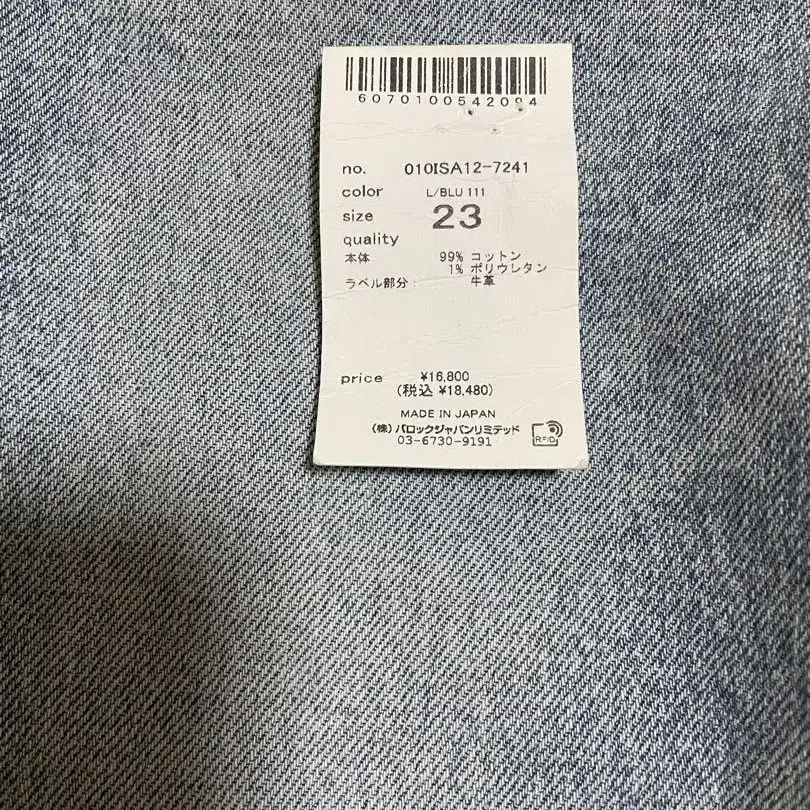 6070100542094
no. 010ISA12-7241
color L/BLU 111
size 23
quality
本体 99% コットン
1% ポリウレタン
ラベル部分: 牛革
price ¥16,800
(税込 ¥18,480)
MADE IN JAPAN
(株) バロックジャパンリミテッド
03-6730-9191
RFID